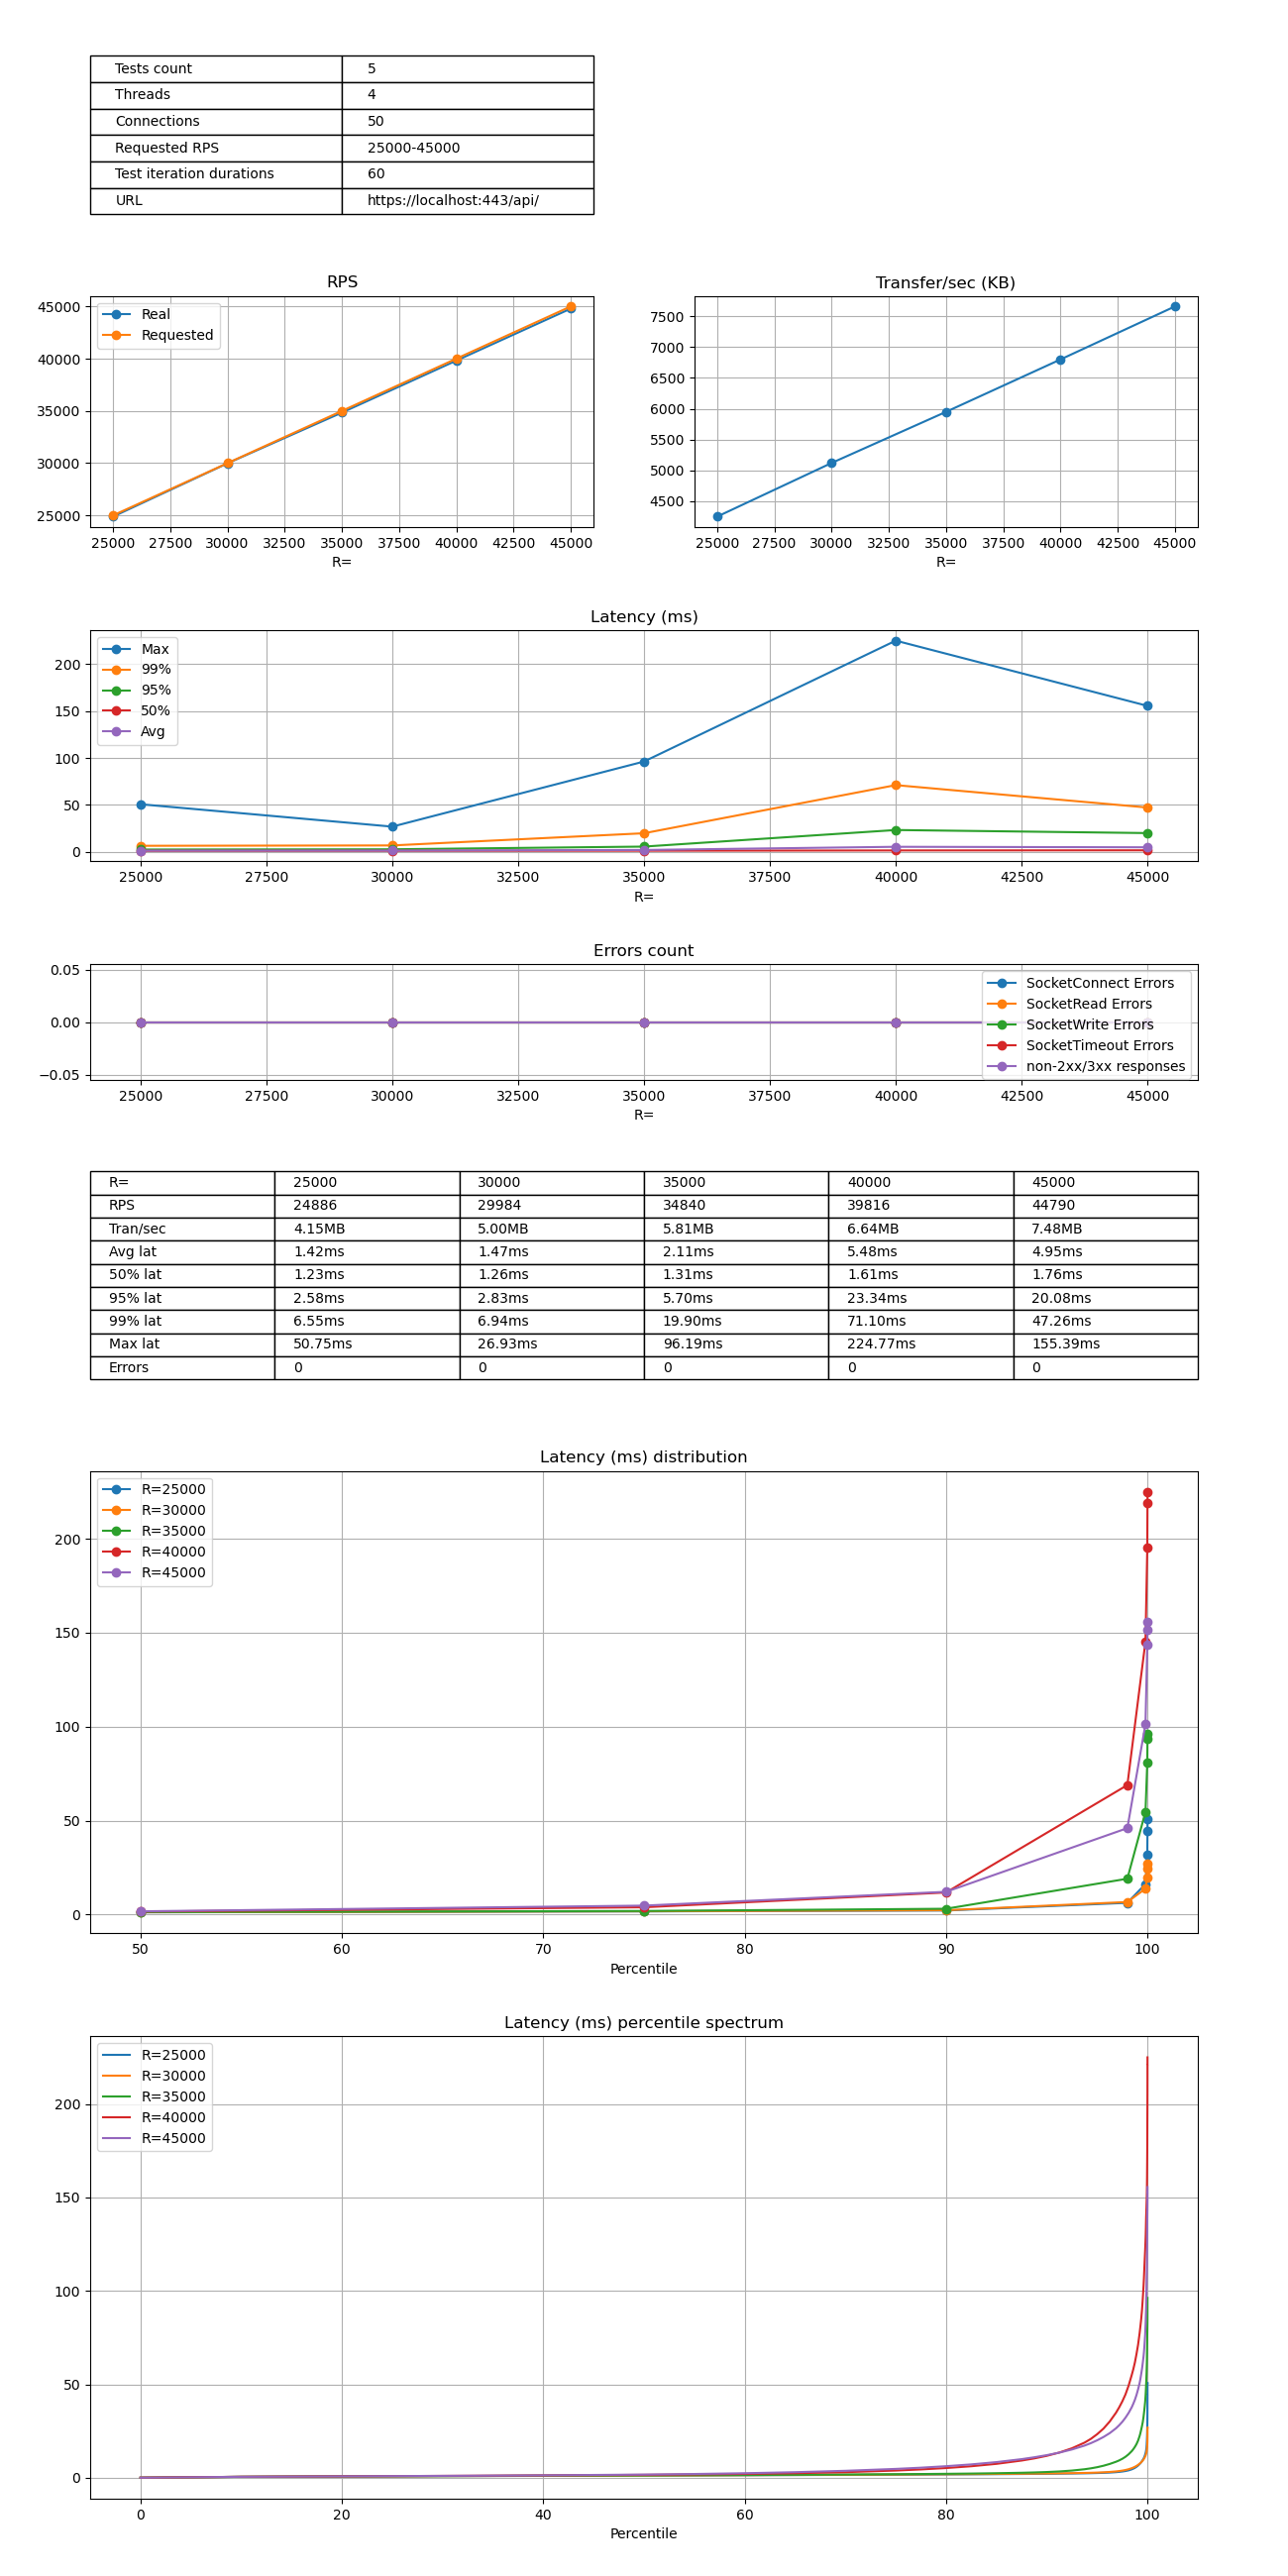 Tests count 5
Threads 4
Connections 50
Requested RPS 25000-45000
Test iteration durations 60
URL https://localhost:443/api/
RPS
Real
Requested
45000
40000
35000
30000
25000
25000 27500 30000 32500 35000 37500 40000 42500 45000
R=
Transfer/sec (KB)
7500
7000
6500
6000
5500
5000
4500
25000 27500 30000 32500 35000 37500 40000 42500 45000
R=
Latency (ms)
Max
99%
95%
50%
Avg
200
150
100
50
0
25000 27500 30000 32500 35000 37500 40000 42500 45000
R=
Errors count
SocketConnect Errors
SocketRead Errors
SocketWrite Errors
SocketTimeout Errors
non-2xx/3xx responses
0.05
0.00
−0.05
25000 27500 30000 32500 35000 37500 40000 42500 45000
R=
R= 25000 30000 35000 40000 45000
RPS 24886 29984 34840 39816 44790
Tran/sec 4.15MB 5.00MB 5.81MB 6.64MB 7.48MB
Avg lat 1.42ms 1.47ms 2.11ms 5.48ms 4.95ms
50% lat 1.23ms 1.26ms 1.31ms 1.61ms 1.76ms
95% lat 2.58ms 2.83ms 5.70ms 23.34ms 20.08ms
99% lat 6.55ms 6.94ms 19.90ms 71.10ms 47.26ms
Max lat 50.75ms 26.93ms 96.19ms 224.77ms 155.39ms
Errors 0 0 0 0 0
Latency (ms) distribution
R=25000
R=30000
R=35000
R=40000
R=45000
200
150
100
50
0
50 60 70 80 90 100
Percentile
Latency (ms) percentile spectrum
R=25000
R=30000
R=35000
R=40000
R=45000
200
150
100
50
0
0 20 40 60 80 100
Percentile